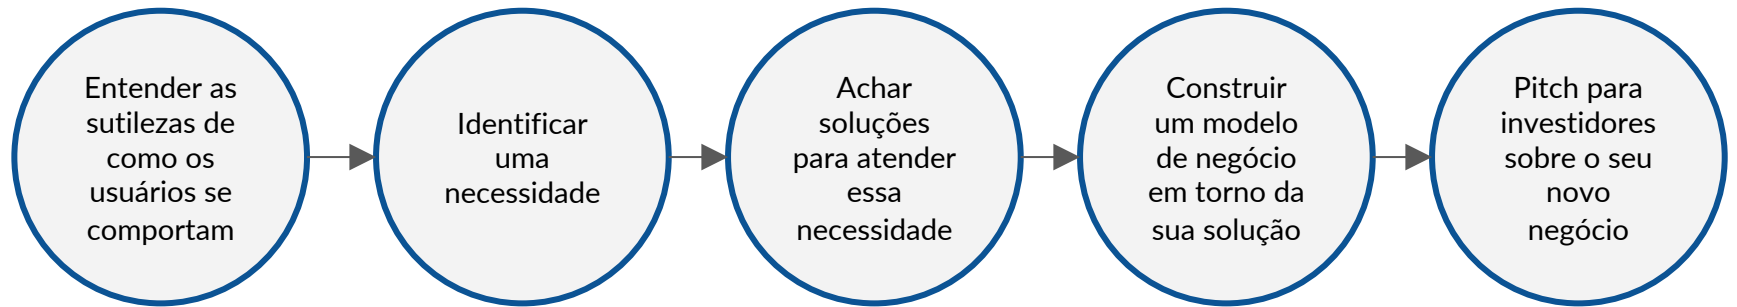 Entender as
sutilezas de
como os
usuários se
comportam
Identificar
uma
necessidade
Achar
soluções
para atender
essa
necessidade
Construir
um modelo
de negócio
em torno da
sua solução
Pitch para
investidores
sobre o seu
novo
negócio